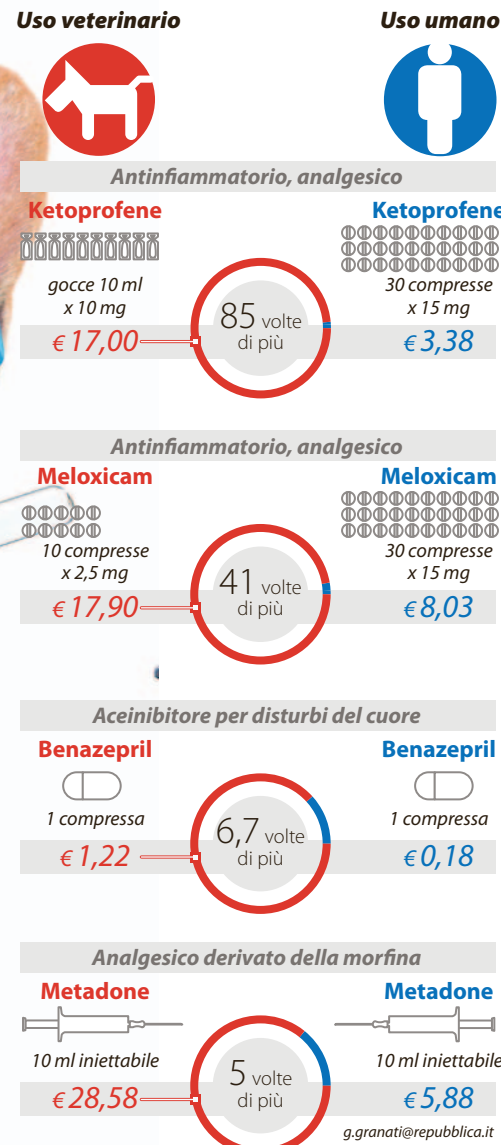 Uso veterinario
Uso umano
Antinfiammatorio, analgesico
Ketoprofene
gocce 10 ml
x 10 mg
€ 17,00
85 volte
di più
Ketoprofene
30 compresse
x 15 mg
€ 3,38
Antinfiammatorio, analgesico
Meloxicam
10 compresse
x 2,5 mg
€ 17,90
41 volte
di più
Meloxicam
30 compresse
x 15 mg
€ 8,03
Aceinibitore per disturbi del cuore
Benazepril
1 compressa
€ 1,22
6,7 volte
di più
Benazepril
1 compressa
€ 0,18
Analgesico derivato della morfina
Metadone
10 ml iniettabile
€ 28,58
5 volte
di più
Metadone
10 ml iniettabile
€ 5,88
g.granati@repubblica.it